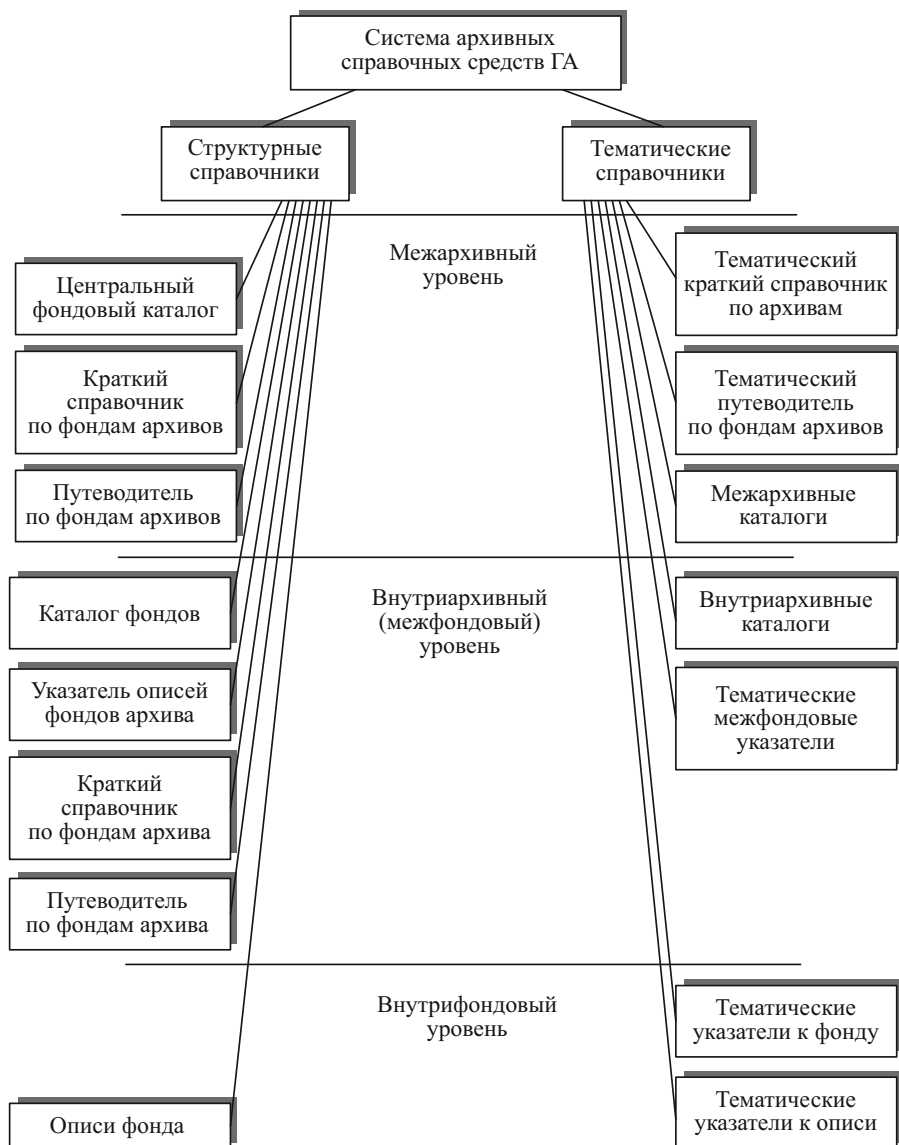 Система архивных
справочных средств ГА
Структурные
справочники
Тематические
справочники
Межархивный
уровень
Центральный
фондовый каталог
Тематический
краткий справочник
по архивам
Краткий
справочник
по фондам архивов
Тематический
путеводитель
по фондам архивов
Путеводитель
по фондам архивов
Межархивные
каталоги
Внутриархивный
(межфондовый)
уровень
Каталог фондов
Внутриархивные
каталоги
Указатель описей
фондов архива
Тематические
межфондовые
указатели
Краткий
справочник
по фондам архива
Путеводитель
по фондам архива
Внутрифондовый
уровень
Тематические
указатели к фонду
Описи фонда
Тематические
указатели к описи